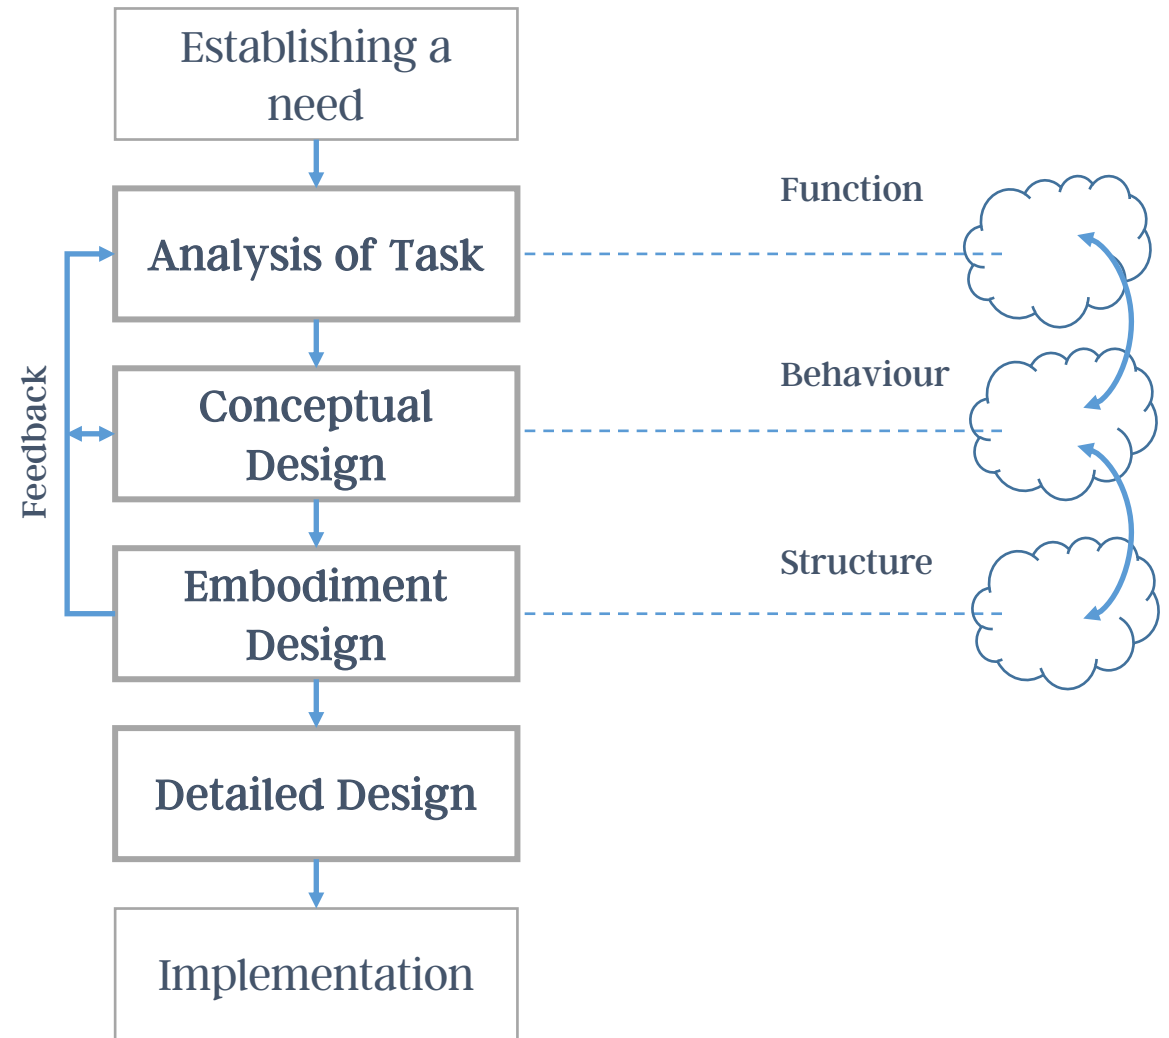 Establishing a
need
Analysis of Task
Function
Feedback
Conceptual
Design
Behaviour
Embodiment
Design
Structure
Detailed Design
Implementation